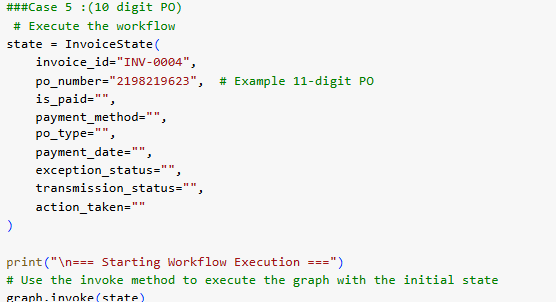 ###Case 5 :(10 digit PO)
# Execute the workflow
state = InvoiceState(
    invoice_id="INV-0004",
    po_number="2198219623",  # Example 11-digit PO
    is_paid="",
    payment_method="",
    po_type="",
    payment_date="",
    exception_status="",
    transmission_status="",
    action_taken=""
)
print("\n=== Starting Workflow Execution ===")
# Use the invoke method to execute the graph with the initial state
graph.invoke(state)